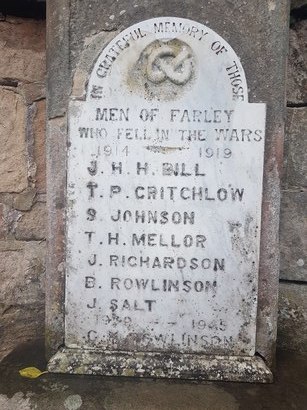 IN GRATEFUL MEMORY OF THOSE
MEN OF FARLEY
WHO FELL IN THE WARS
1914 — 1919
J. H. H. BILL
T. P. CRITCHLOW
S. JOHNSON
T. H. MELLOR
J. RICHARDSON
B. ROWLINSON
J. SALT
1939 — 1945
ROWLINSON